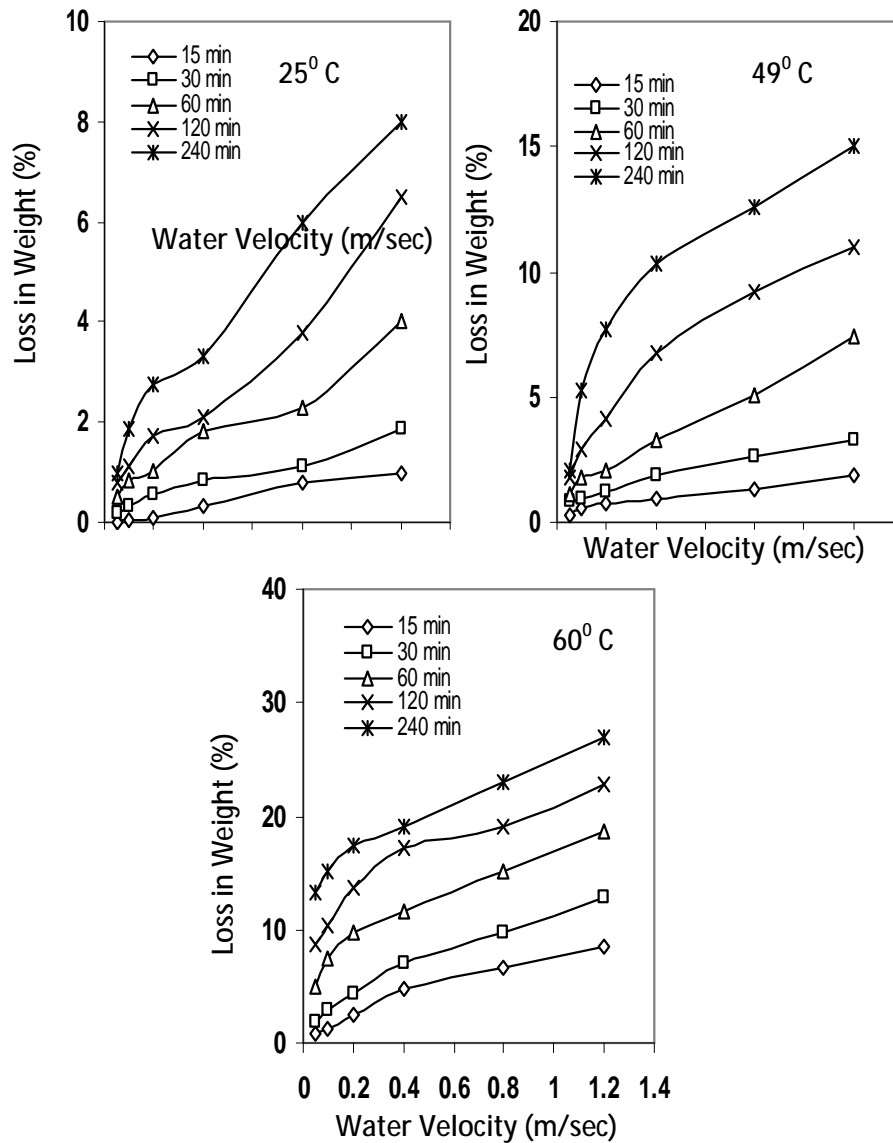 10
8
6
4
2
0
Loss in Weight (%)
15 min
30 min
60 min
120 min
240 min
25⁰ C
Water Velocity (m/sec)
20
15
10
5
0
Loss in Weight (%)
15 min
30 min
60 min
120 min
240 min
49⁰ C
Water Velocity (m/sec)
40
30
20
10
0
Loss in Weight (%)
15 min
30 min
60 min
120 min
240 min
60⁰ C
0 0.2 0.4 0.6 0.8 1 1.2 1.4
Water Velocity (m/sec)